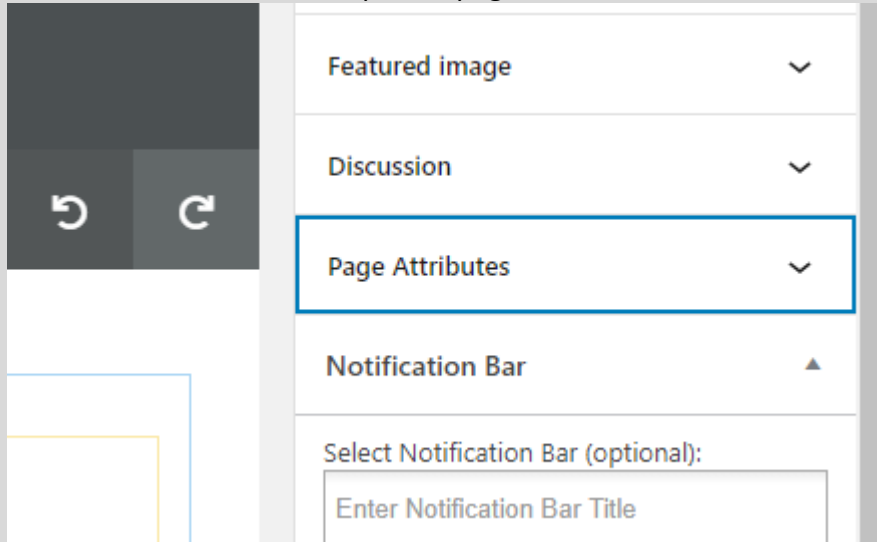 Featured image
Discussion
Page Attributes
Notification Bar
Select Notification Bar (optional):
Enter Notification Bar Title